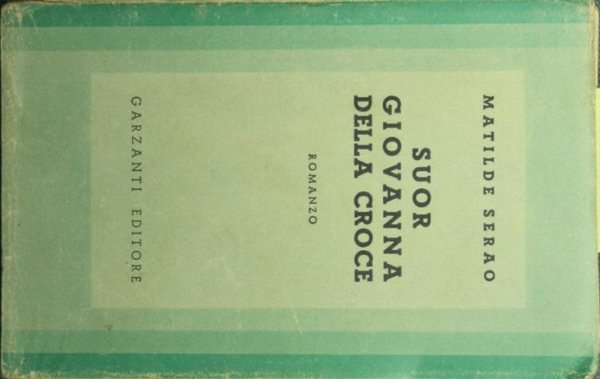 MATILDE SERAO
SUOR
GIOVANNA
DELLA CROCE
ROMANZO
GARZANTI EDITORE